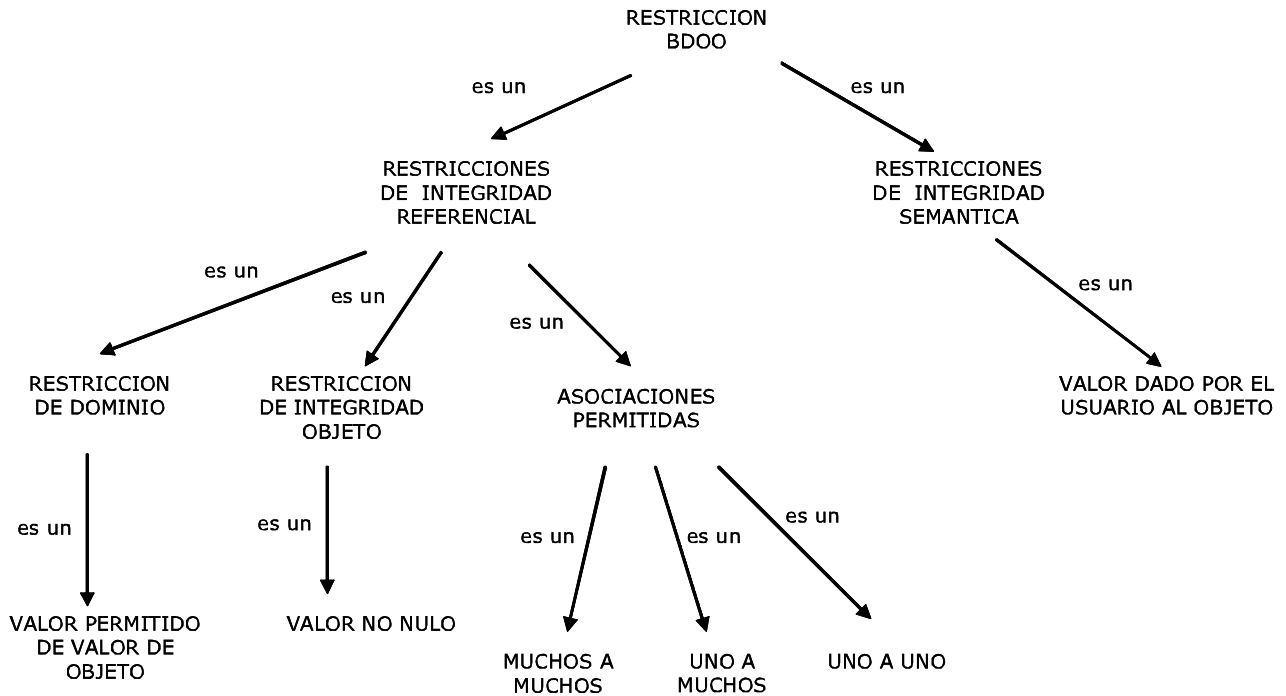 RESTRICCION
BDOO
es un
es un
RESTRICCIONES
DE INTEGRIDAD
REFERENCIAL
RESTRICCIONES
DE INTEGRIDAD
SEMANTICA
es un
es un
es un
es un
RESTRICCION
DE DOMINIO
RESTRICCION
DE INTEGRIDAD
OBJETO
ASOCIACIONES
PERMITIDAS
VALOR DADO POR EL
USUARIO AL OBJETO
es un
es un
es un
es un
es un
VALOR PERMITIDO
DE VALOR DE
OBJETO
VALOR NO NULO
MUCHOS A
MUCHOS
UNO A
MUCHOS
UNO A UNO